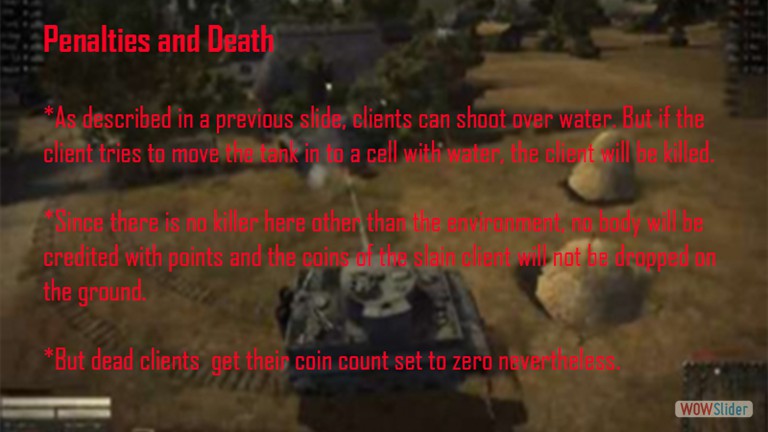 Penalties and Death
*As described in a previous slide, clients can shoot over water. But if the
client tries to move the tank in to a cell with water, the client will be killed.
*Since there is no killer here other than the environment, no body will be
credited with points and the coins of the slain client will not be dropped on
the ground.
*But dead clients  get their coin count set to zero nevertheless.
WOWSlider